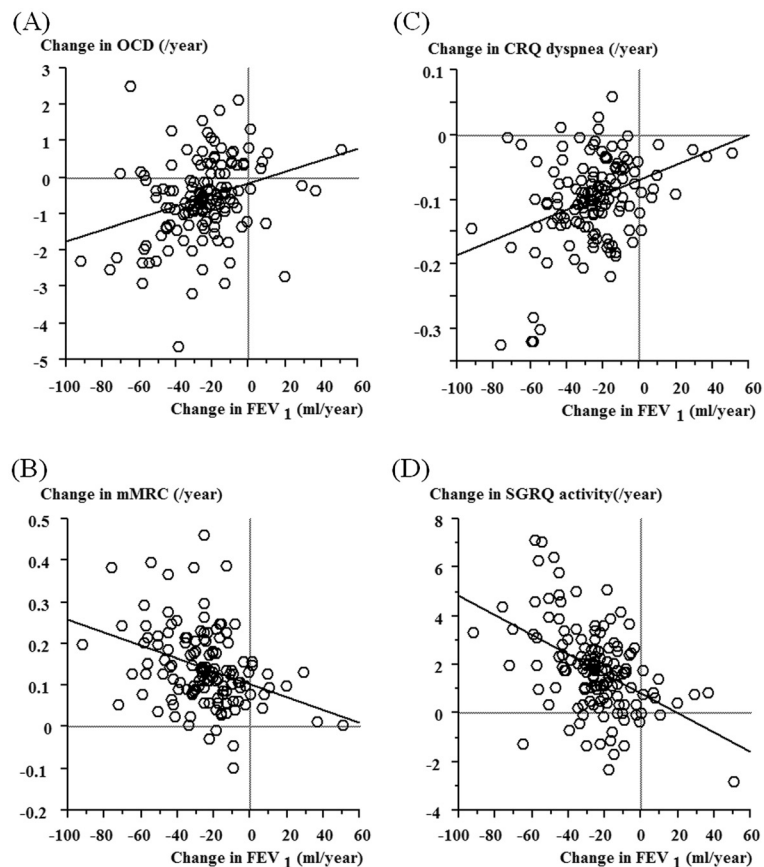 (A)
Change in OCD (/year)
3
2
1
0
-1
-2
-3
-4
-5
-100 -80 -60 -40 -20 0 20 40 60
Change in FEV 1 (ml/year)
(C)
Change in CRQ dyspnea (/year)
0.1
0
-0.1
-0.2
-0.3
-100 -80 -60 -40 -20 0 20 40 60
Change in FEV 1 (ml/year)
(B)
Change in mMRC (/year)
0.5
0.4
0.3
0.2
0.1
0
-0.1
-0.2
-100 -80 -60 -40 -20 0 20 40 60
Change in FEV 1 (ml/year)
(D)
Change in SGRQ activity(/year)
8
6
4
2
0
-2
-4
-100 -80 -60 -40 -20 0 20 40 60
Change in FEV 1 (ml/year)